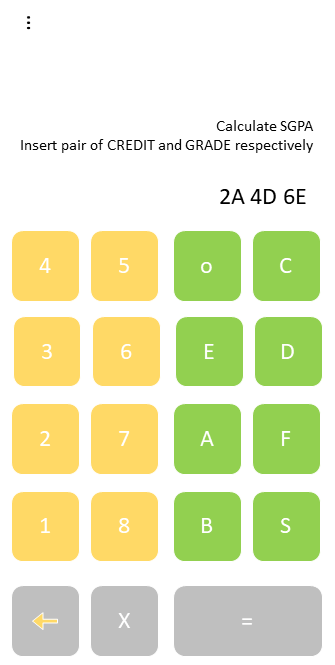 Calculate SGPA
Insert pair of CREDIT and GRADE respectively
2A 4D 6E
4 5 o C
3 6 E D
2 7 A F
1 8 B S
X =